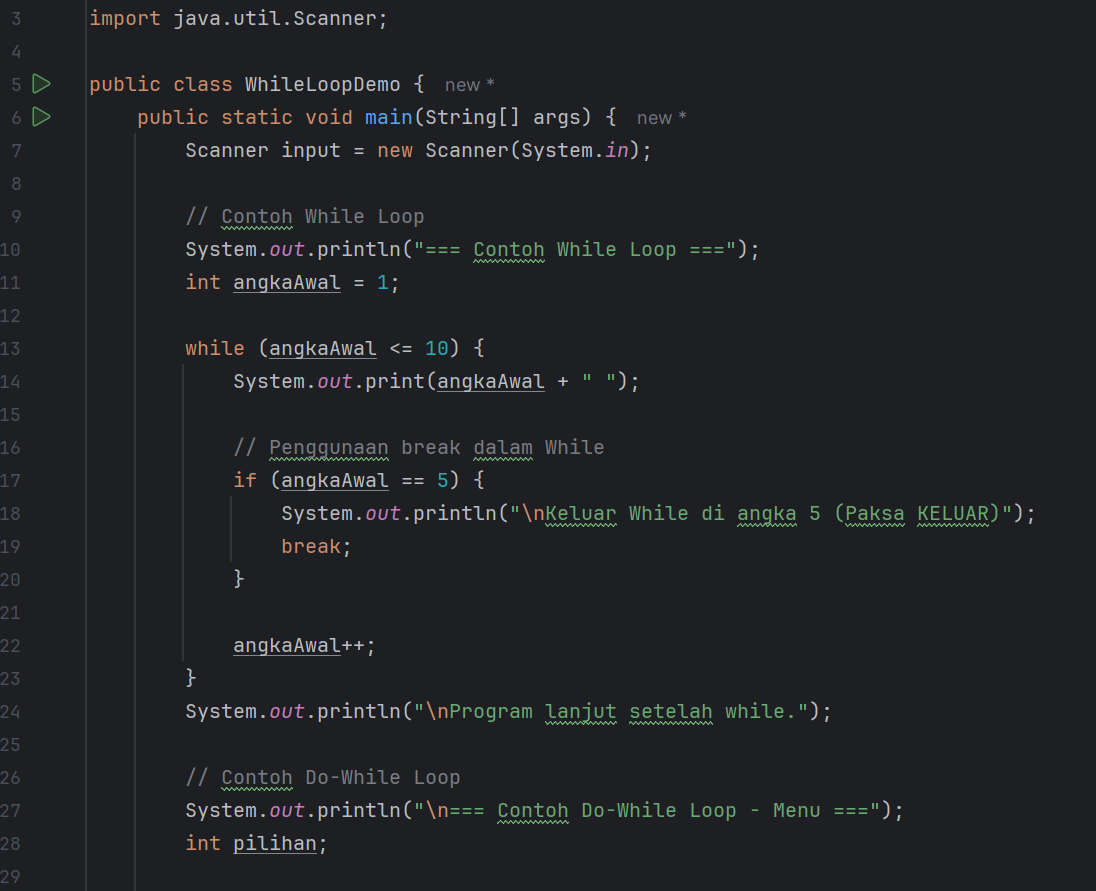 3 import java.util.Scanner;
4
5 public class WhileLoopDemo { new *
6 public static void main(String[] args) { new *
7 Scanner input = new Scanner(System.in);
8
9 // Contoh While Loop
10 System.out.println("=== Contoh While Loop ===");
11 int angkaAwal = 1;
12
13 while (angkaAwal <= 10) {
14 System.out.print(angkaAwal + " ");
15
16 // Penggunaan break dalam While
17 if (angkaAwal == 5) {
18 System.out.println("\nKeluar While di angka 5 (Paksa KELUAR)");
19 break;
20 }
21
22 angkaAwal++;
23 }
24 System.out.println("\nProgram lanjut setelah while.");
25
26 // Contoh Do-While Loop
27 System.out.println("\n=== Contoh Do-While Loop - Menu ===");
28 int pilihan;
29